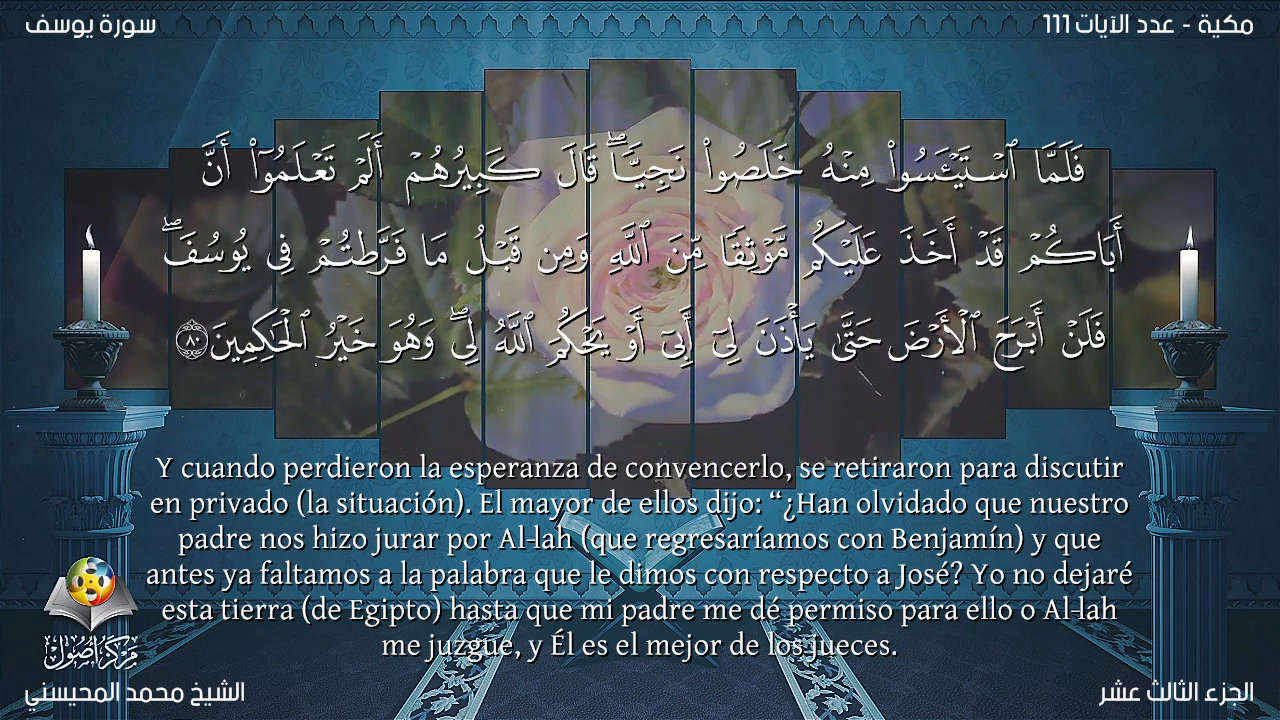 سورة يوسف
مكية - عدد الآيات 111
فَلَمَّا ٱسْتَيْـَٔسُوا۟ مِنْهُ خَلَصُوا۟ نَجِيًّۭا ۖ قَالَ كَبِيرُهُمْ أَلَمْ تَعْلَمُوٓا۟ أَنَّ
أَبَاكُمْ قَدْ أَخَذَ عَلَيْكُم مَّوْثِقًۭا مِّنَ ٱللَّهِ وَمِن قَبْلُ مَا فَرَّطتُمْ فِى يُوسُفَ ۖ
فَلَنْ أَبْرَحَ ٱلْأَرْضَ حَتَّىٰ يَأْذَنَ لِىٓ أَبِىٓ أَوْ يَحْكُمَ ٱللَّهُ لِى ۖ وَهُوَ خَيْرُ ٱلْحَـٰكِمِينَ ٨٠
Y cuando perdieron la esperanza de convencerlo, se retiraron para discutir
en privado (la situación). El mayor de ellos dijo: “¿Han olvidado que nuestro
padre nos hizo jurar por Al-lah (que regresaríamos con Benjamín) y que
antes ya faltamos a la palabra que le dimos con respecto a José? Yo no dejaré
esta tierra (de Egipto) hasta que mi padre me dé permiso para ello o Al-lah
me juzgue, y Él es el mejor de los jueces.
مركز أصول
الشيخ محمد المحيسني
الجزء الثالث عشر